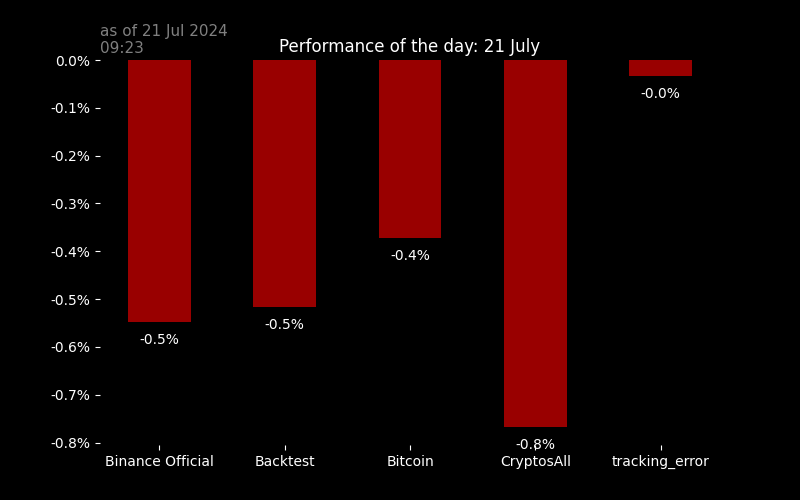 as of 21 Jul 2024
09:23
Performance of the day: 21 July
0.0%
-0.1%
-0.2%
-0.3%
-0.4%
-0.5%
-0.6%
-0.7%
-0.8%
-0.5%
-0.5%
-0.4%
-0.8%
-0.0%
Binance Official
Backtest
Bitcoin
CryptosAll
tracking_error